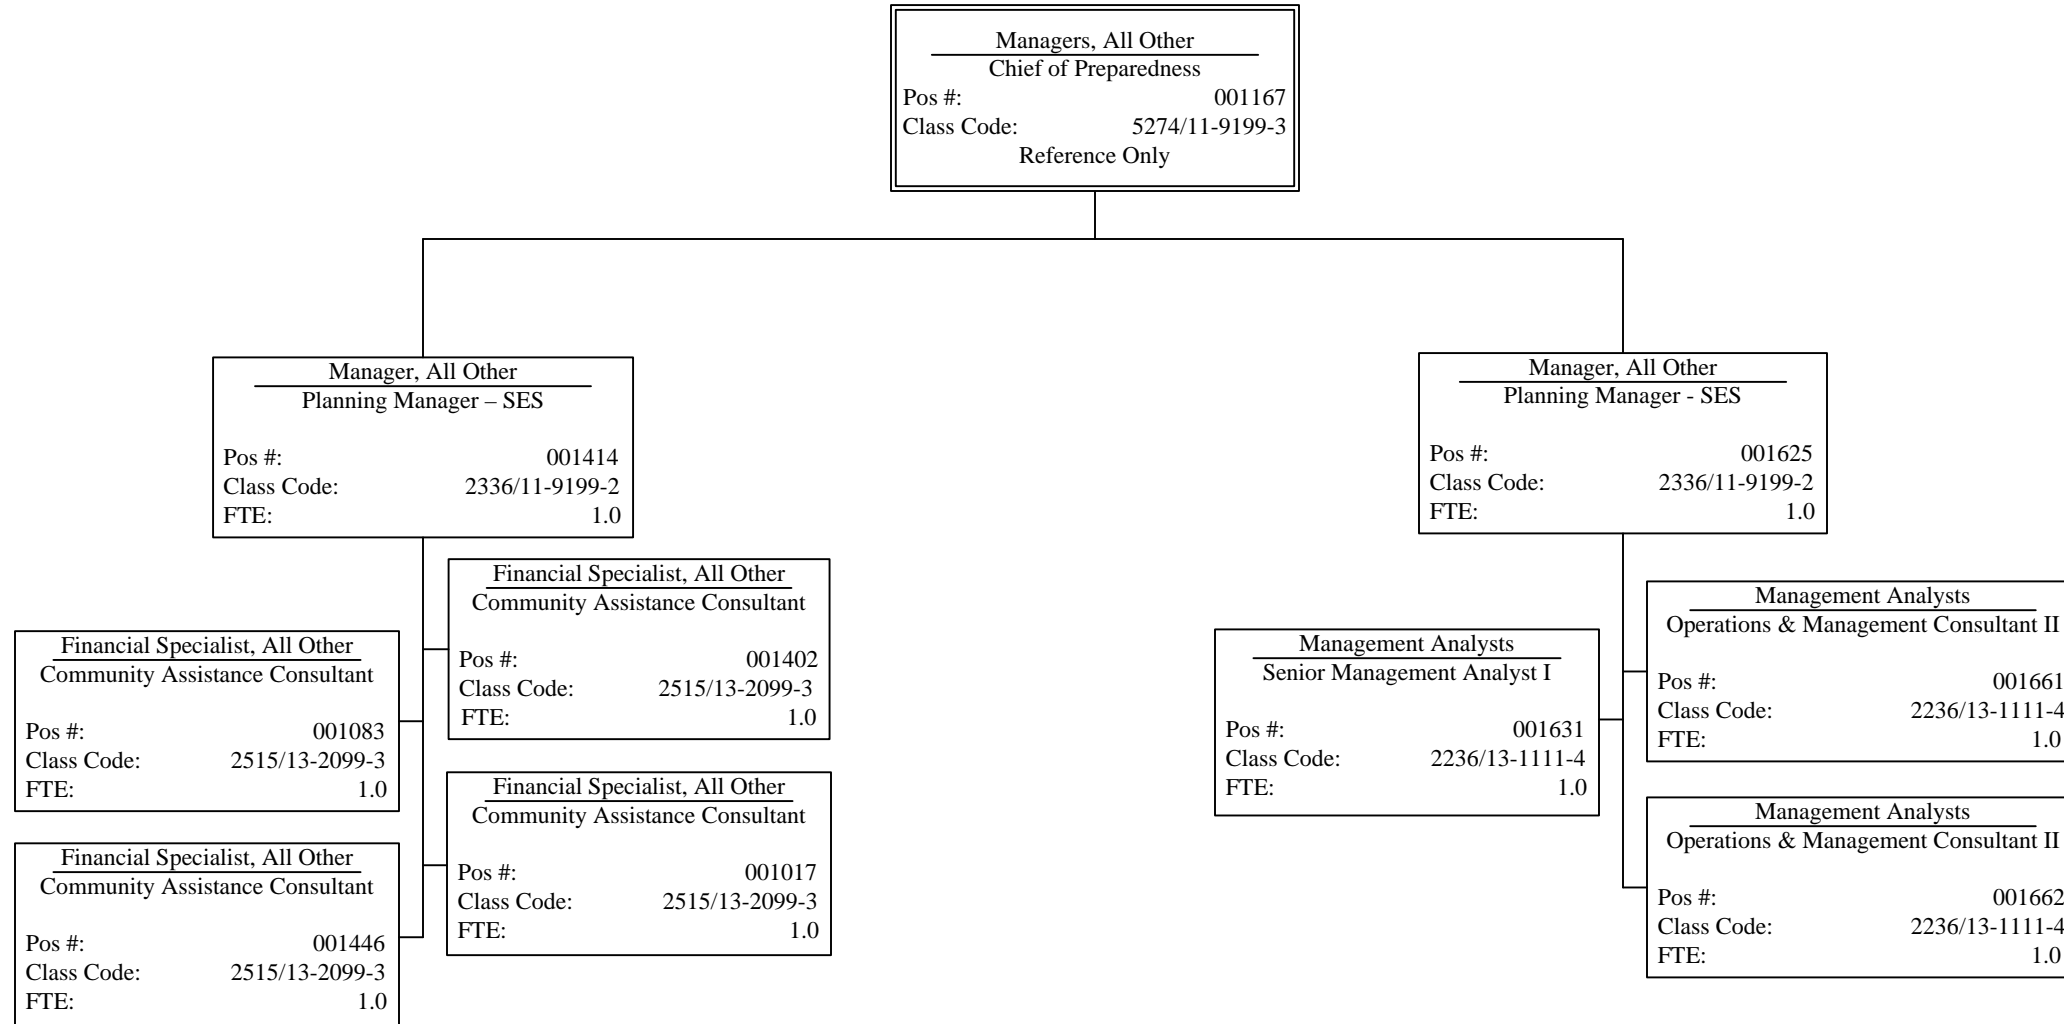 Managers, All Other
Chief of Preparedness
Pos #: 001167
Class Code: 5274/11-9199-3
Reference Only
Manager, All Other
Planning Manager – SES
Pos #: 001414
Class Code: 2336/11-9199-2
FTE: 1.0
Financial Specialist, All Other
Community Assistance Consultant
Pos #: 001402
Class Code: 2515/13-2099-3
FTE: 1.0
Financial Specialist, All Other
Community Assistance Consultant
Pos #: 001083
Class Code: 2515/13-2099-3
FTE: 1.0
Financial Specialist, All Other
Community Assistance Consultant
Pos #: 001017
Class Code: 2515/13-2099-3
FTE: 1.0
Financial Specialist, All Other
Community Assistance Consultant
Pos #: 001446
Class Code: 2515/13-2099-3
FTE: 1.0
Manager, All Other
Planning Manager - SES
Pos #: 001625
Class Code: 2336/11-9199-2
FTE: 1.0
Management Analysts
Operations & Management Consultant II
Pos #: 001661
Class Code: 2236/13-1111-4
FTE: 1.0
Management Analysts
Senior Management Analyst I
Pos #: 001631
Class Code: 2236/13-1111-4
FTE: 1.0
Management Analysts
Operations & Management Consultant II
Pos #: 001662
Class Code: 2236/13-1111-4
FTE: 1.0